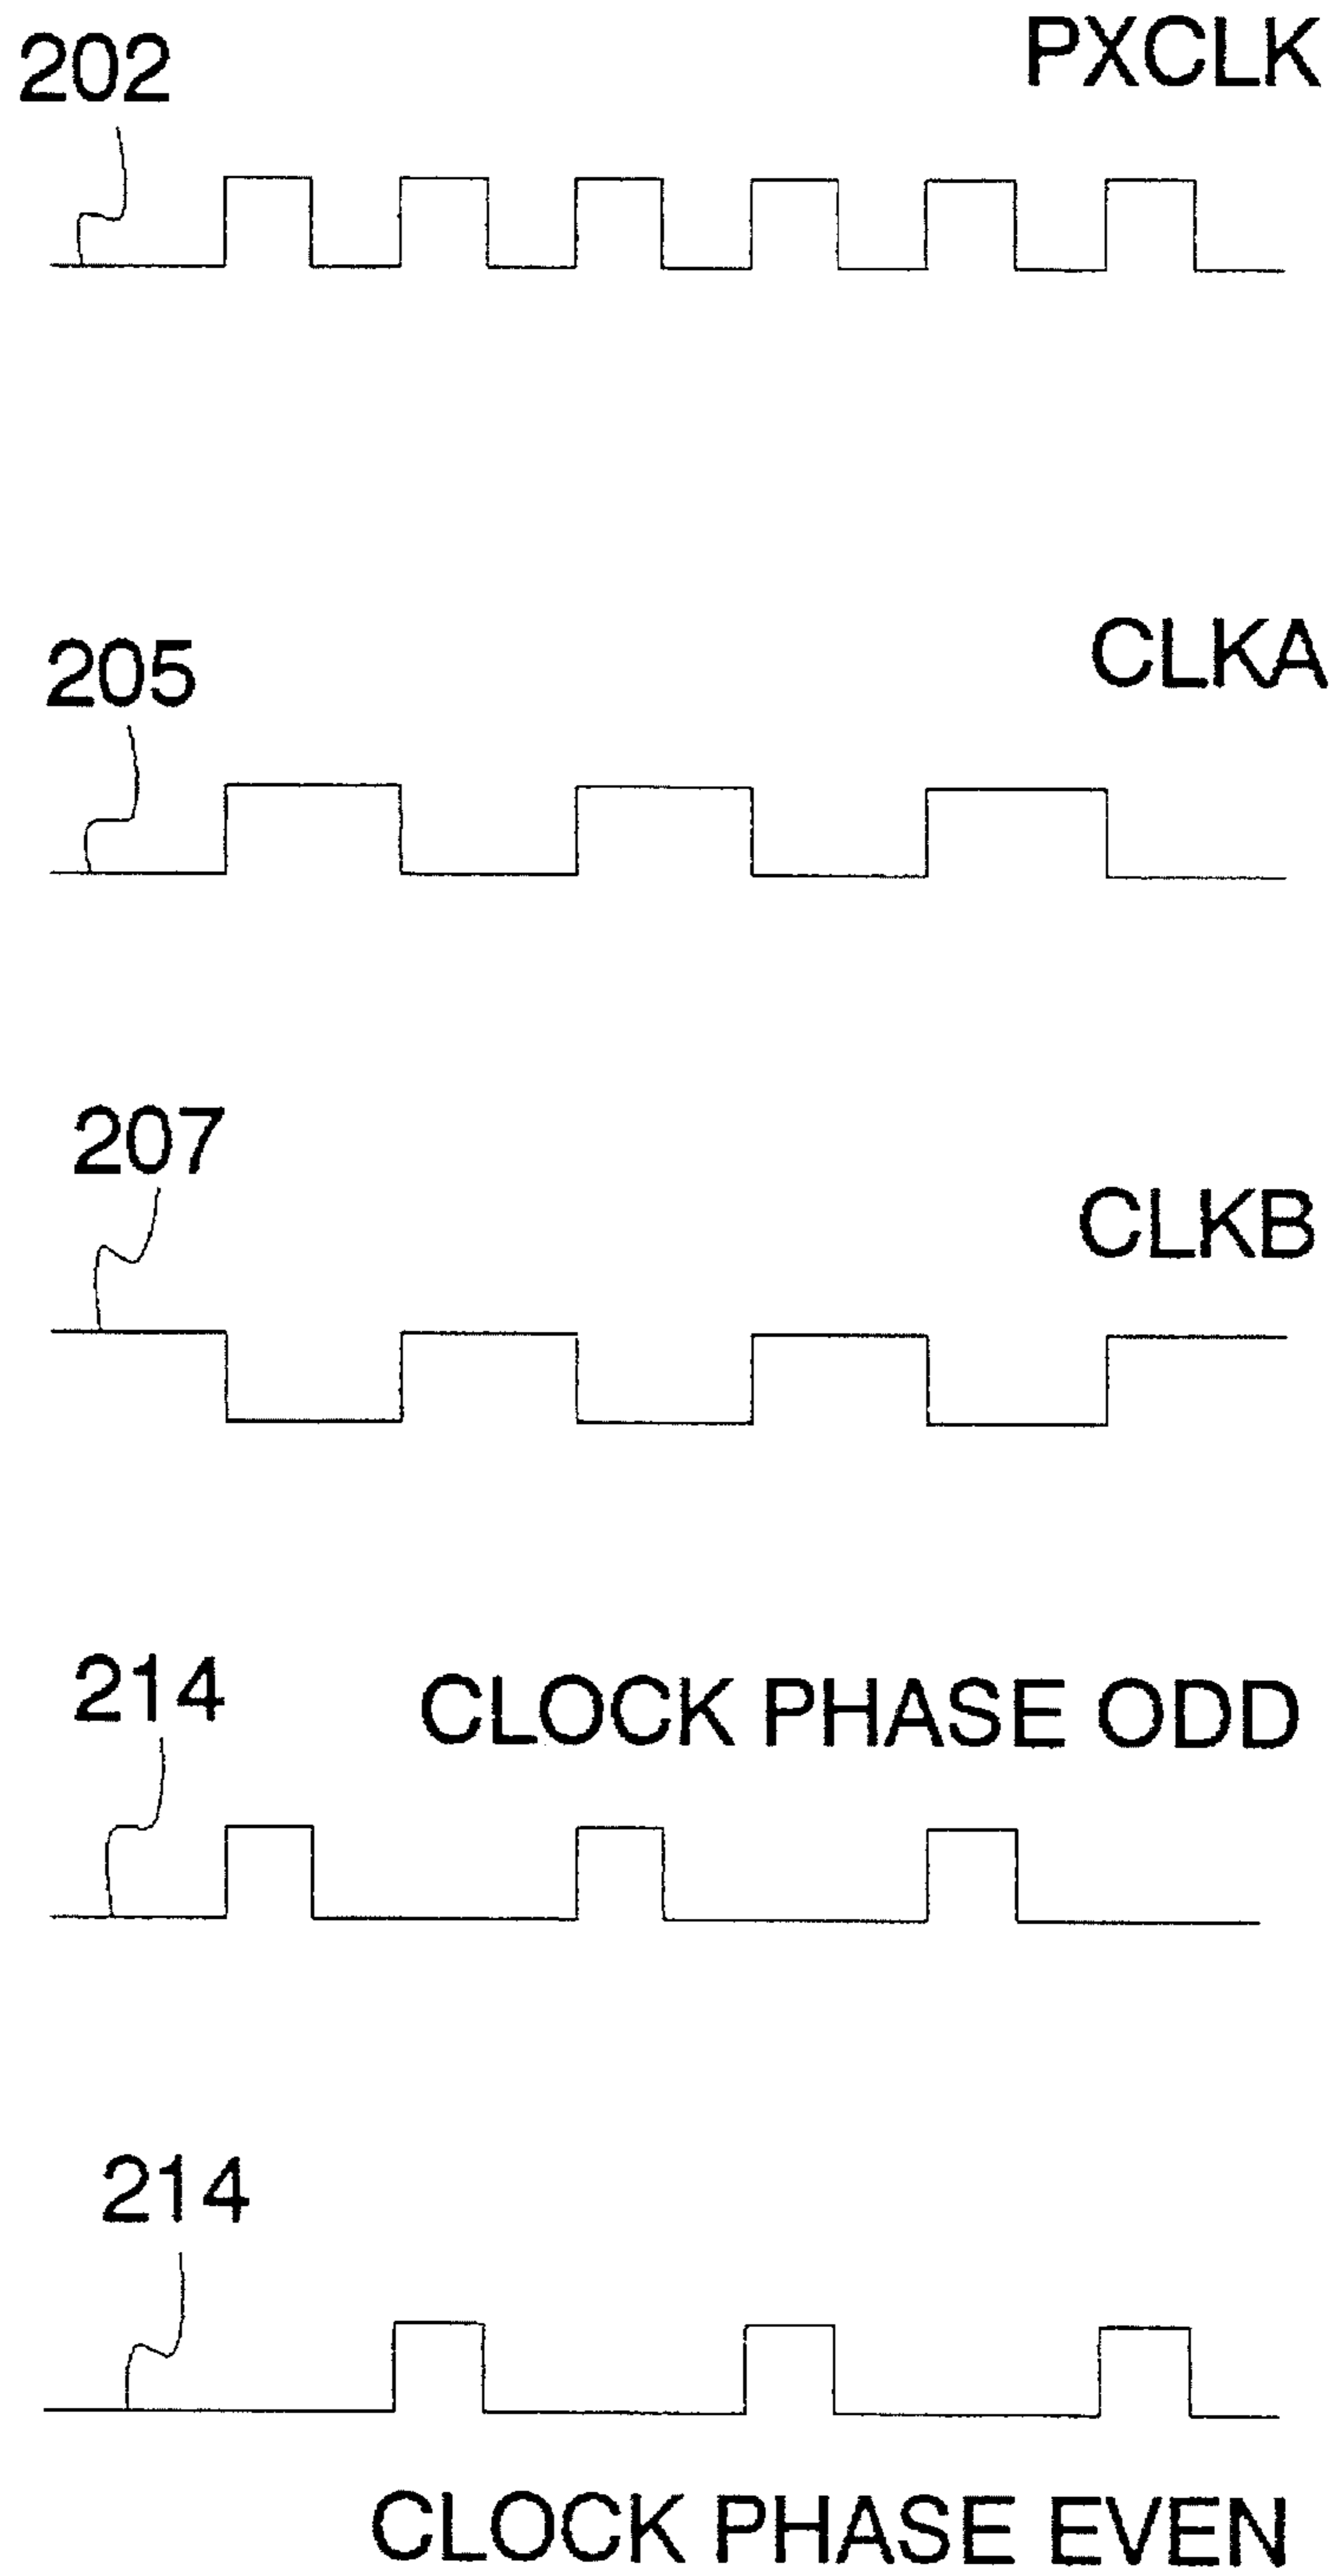 202
PXCLK
205
CLKA
207
CLKB
214
CLOCK PHASE ODD
214
CLOCK PHASE EVEN